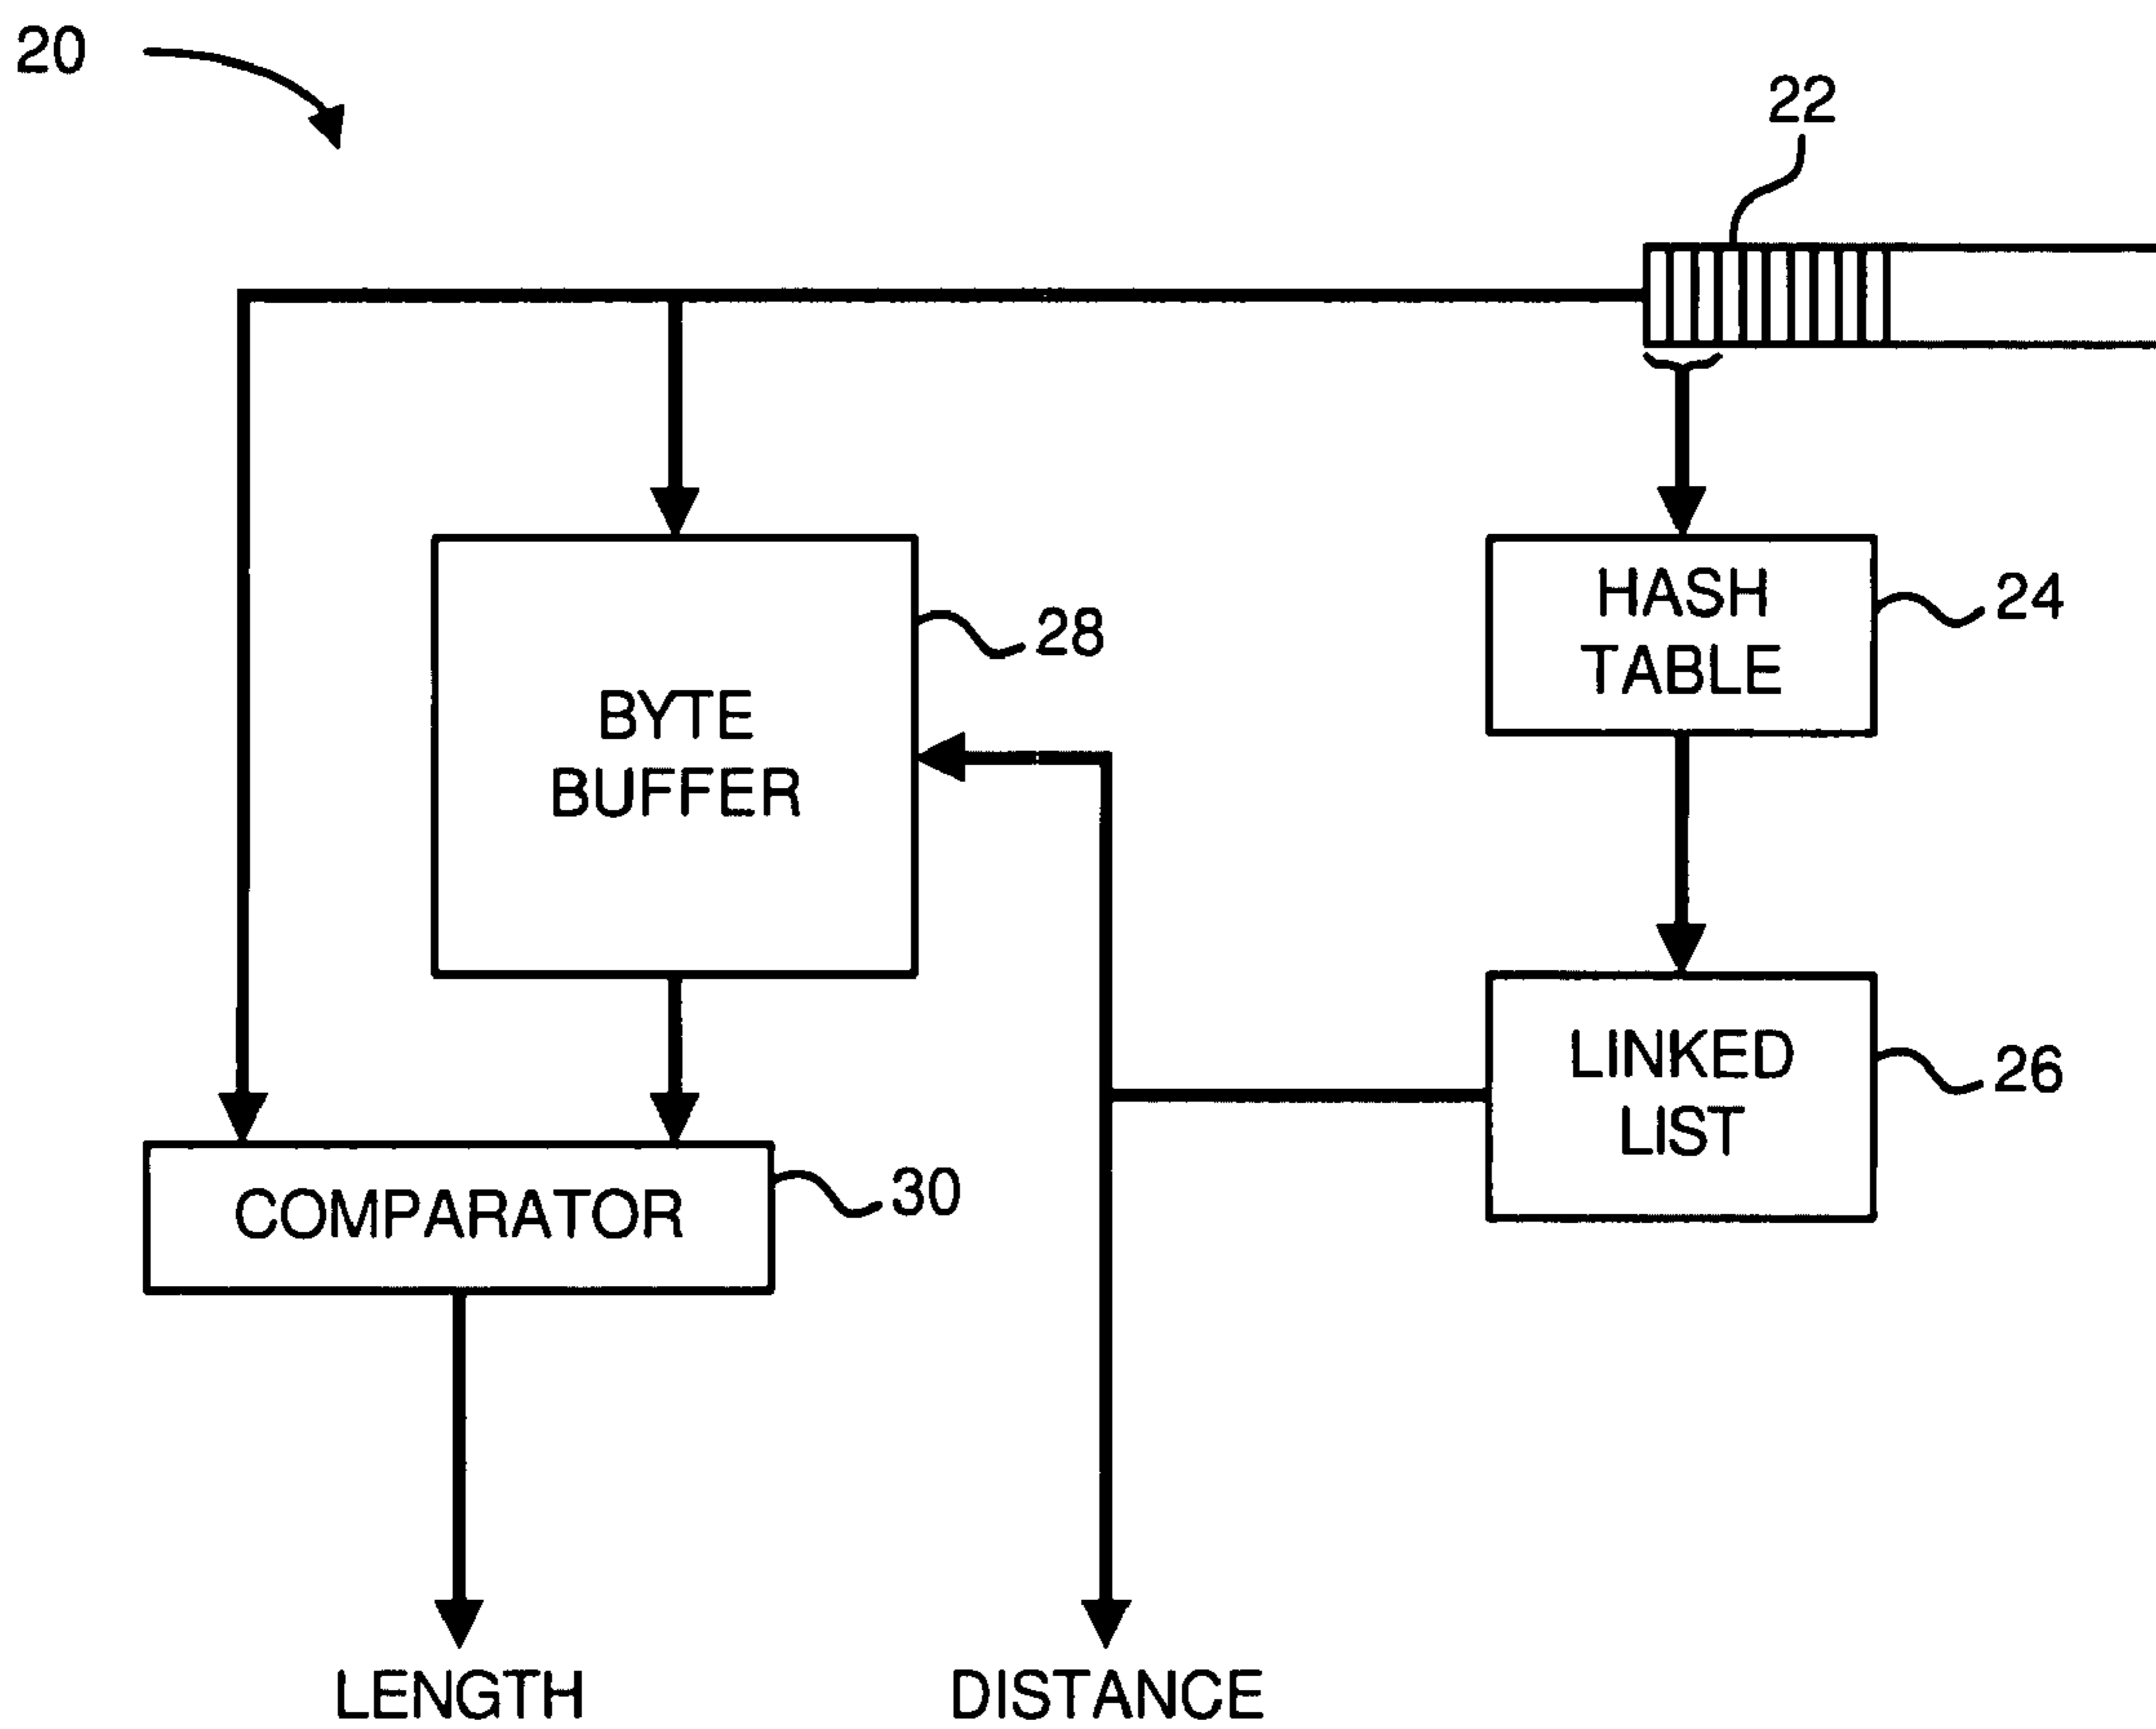 20
22
HASH
TABLE
24
28
BYTE
BUFFER
LINKED
LIST
26
30
COMPARATOR
LENGTH
DISTANCE